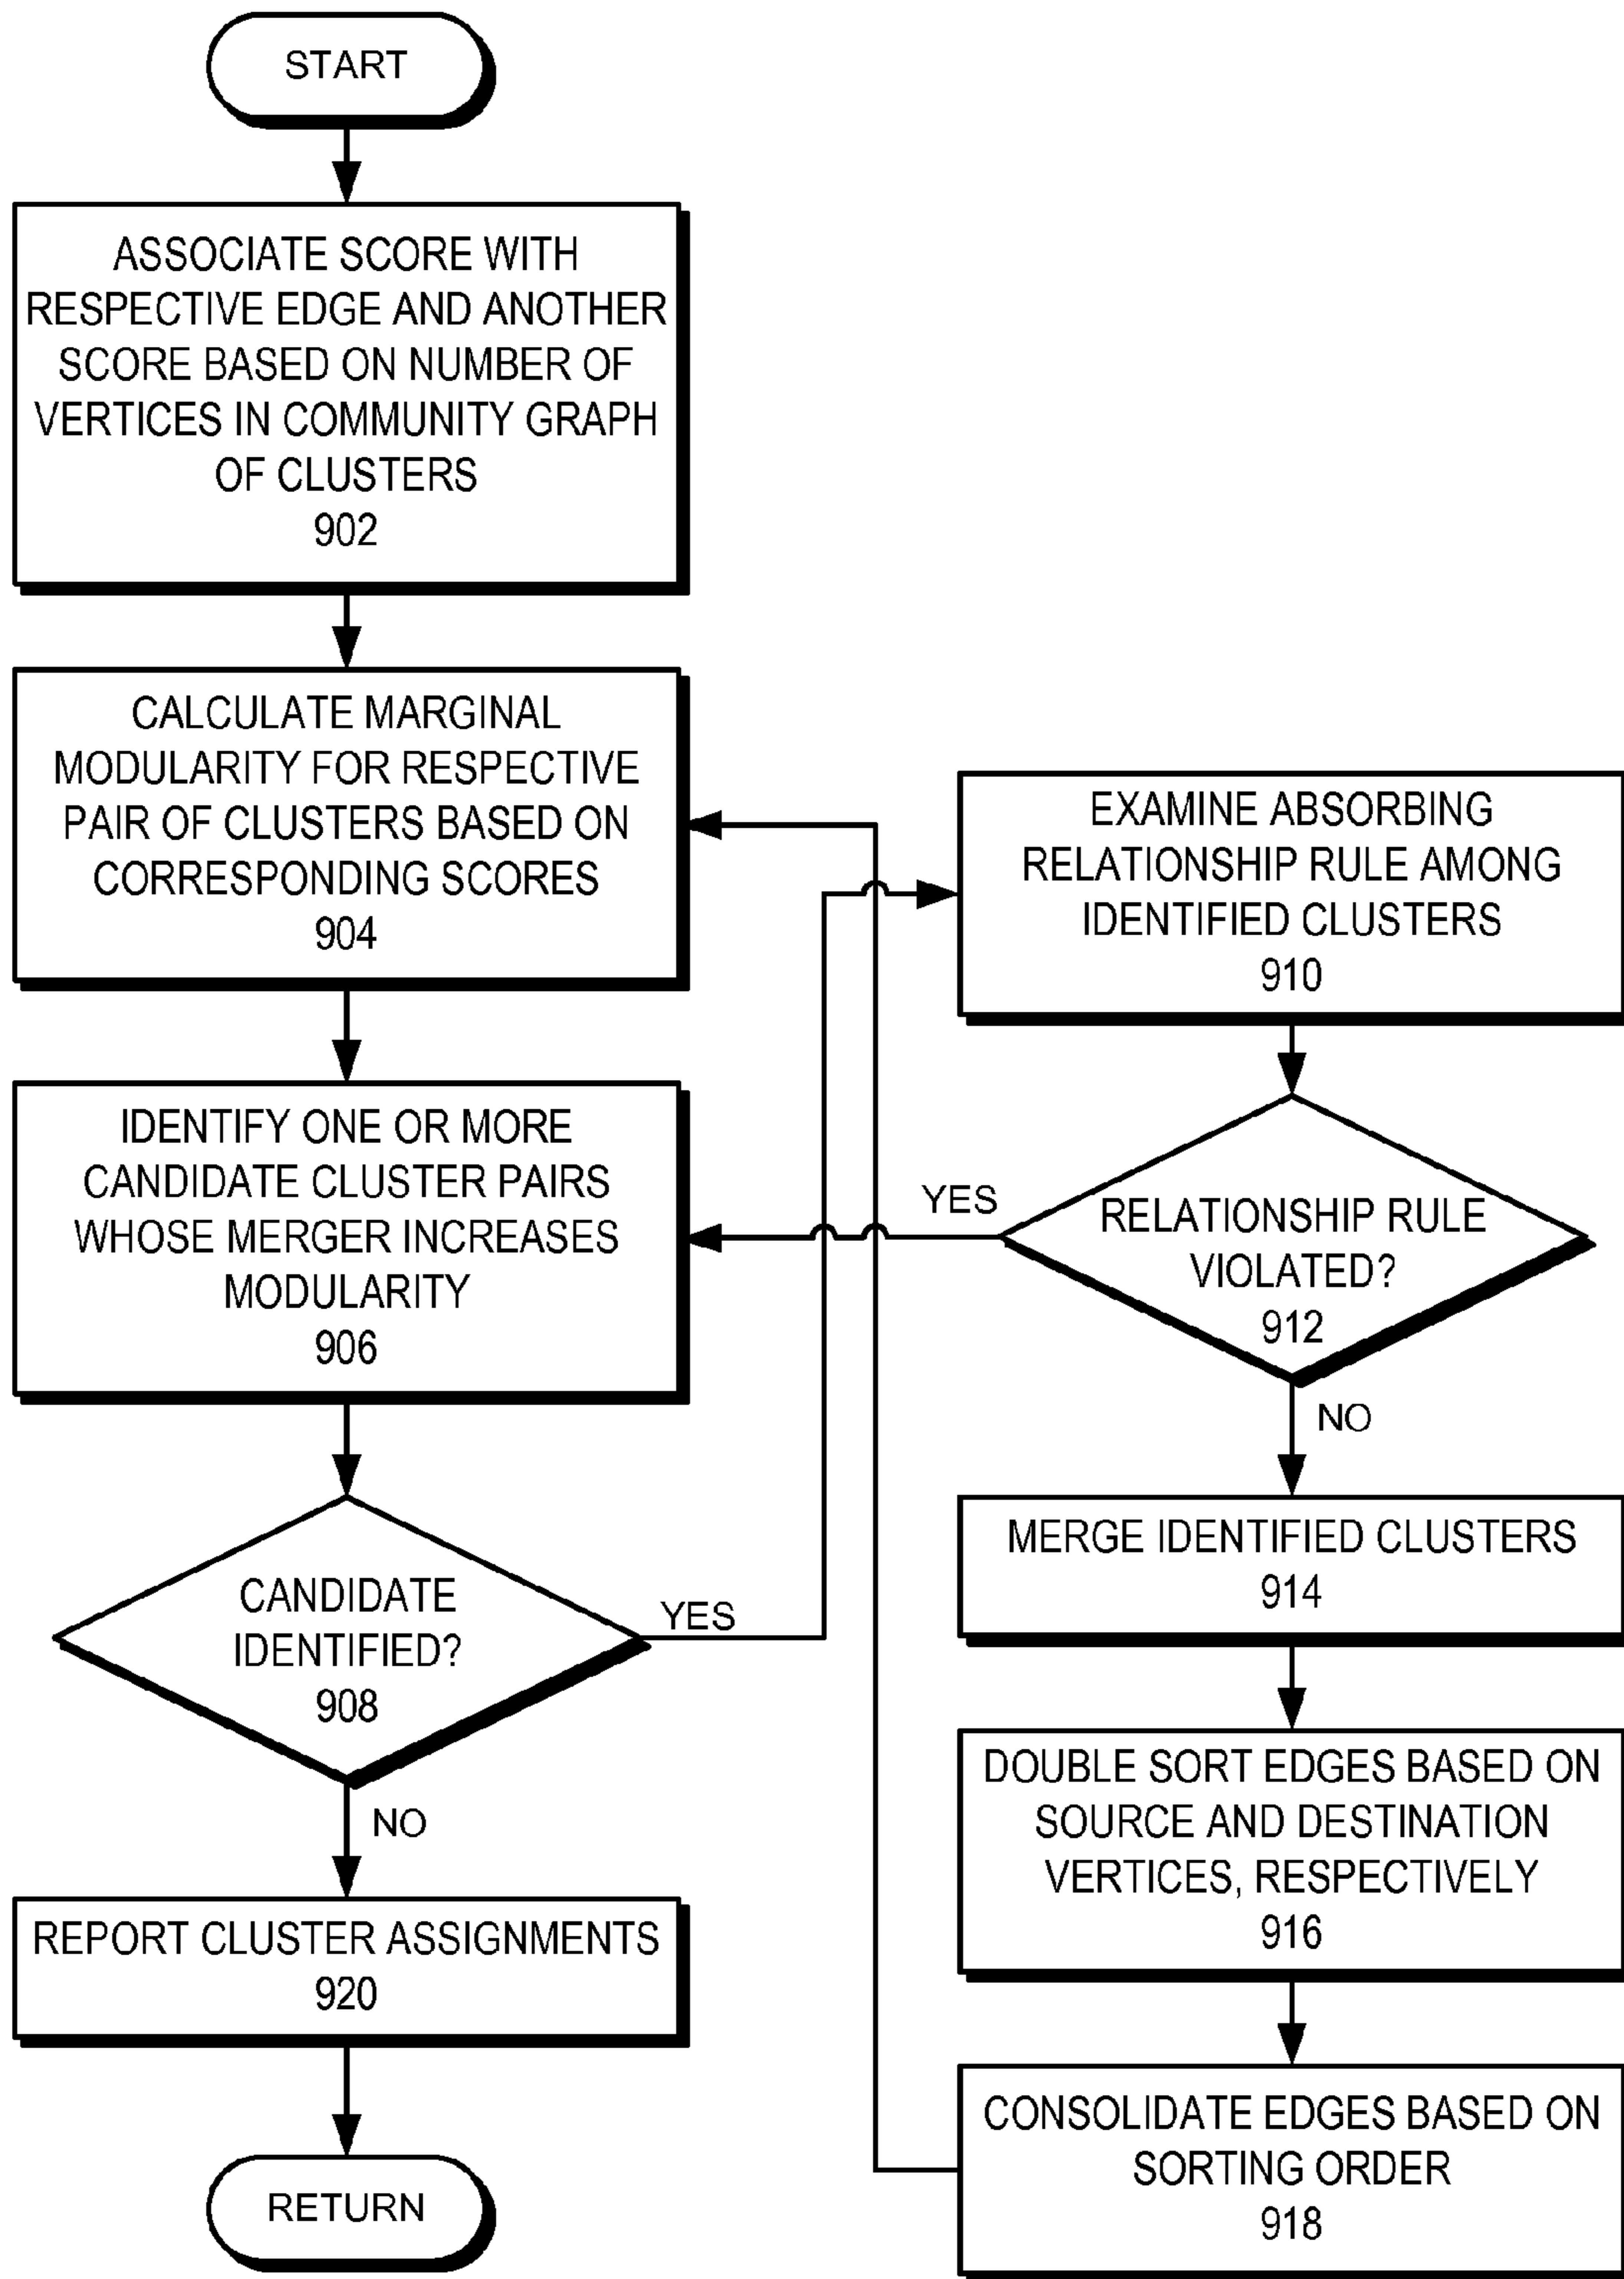 START
ASSOCIATE SCORE WITH
RESPECTIVE EDGE AND ANOTHER
SCORE BASED ON NUMBER OF
VERTICES IN COMMUNITY GRAPH
OF CLUSTERS
902
CALCULATE MARGINAL
MODULARITY FOR RESPECTIVE
PAIR OF CLUSTERS BASED ON
CORRESPONDING SCORES
904
IDENTIFY ONE OR MORE
CANDIDATE CLUSTER PAIRS
WHOSE MERGER INCREASES
MODULARITY
906
CANDIDATE
IDENTIFIED?
908
YES
NO
REPORT CLUSTER ASSIGNMENTS
920
RETURN
EXAMINE ABSORBING
RELATIONSHIP RULE AMONG
IDENTIFIED CLUSTERS
910
YES
RELATIONSHIP RULE
VIOLATED?
912
NO
MERGE IDENTIFIED CLUSTERS
914
DOUBLE SORT EDGES BASED ON
SOURCE AND DESTINATION
VERTICES, RESPECTIVELY
916
CONSOLIDATE EDGES BASED ON
SORTING ORDER
918